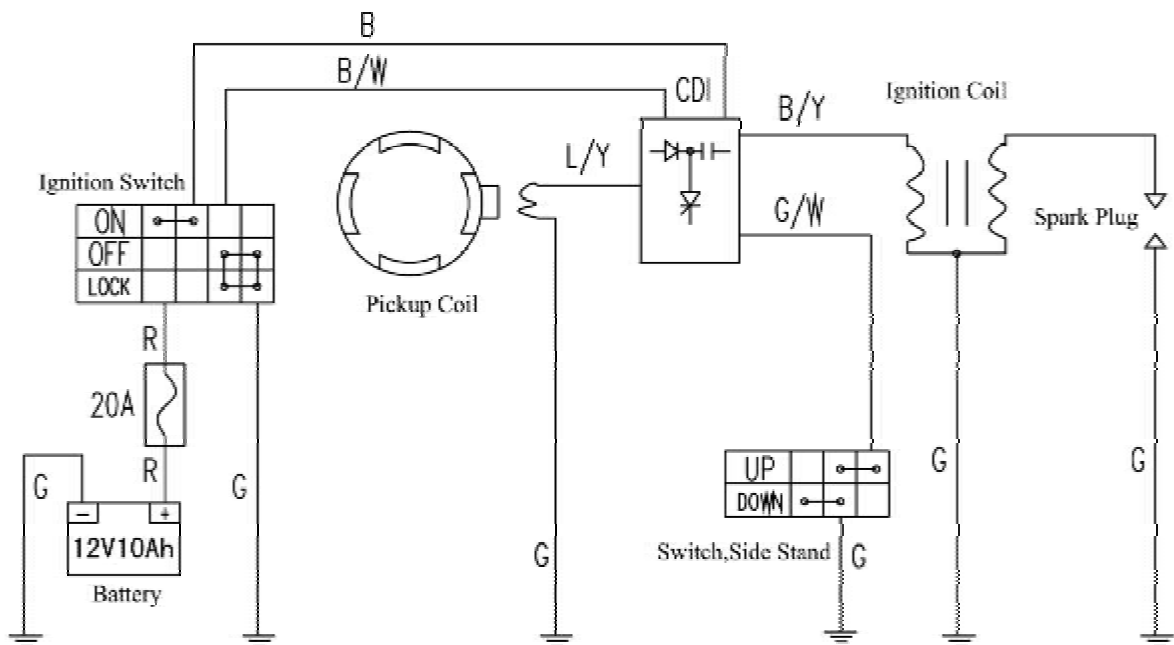 B
B/W
CDI
Ignition Coil
B/Y
L/Y
Ignition Switch
G/W
ON
OFF
LOCK
Spark Plug
Pickup Coil
R
20A
R
G
G
UP
DOWN
G
G
G
- +
12V10Ah
Switch,Side Stand
G
Battery